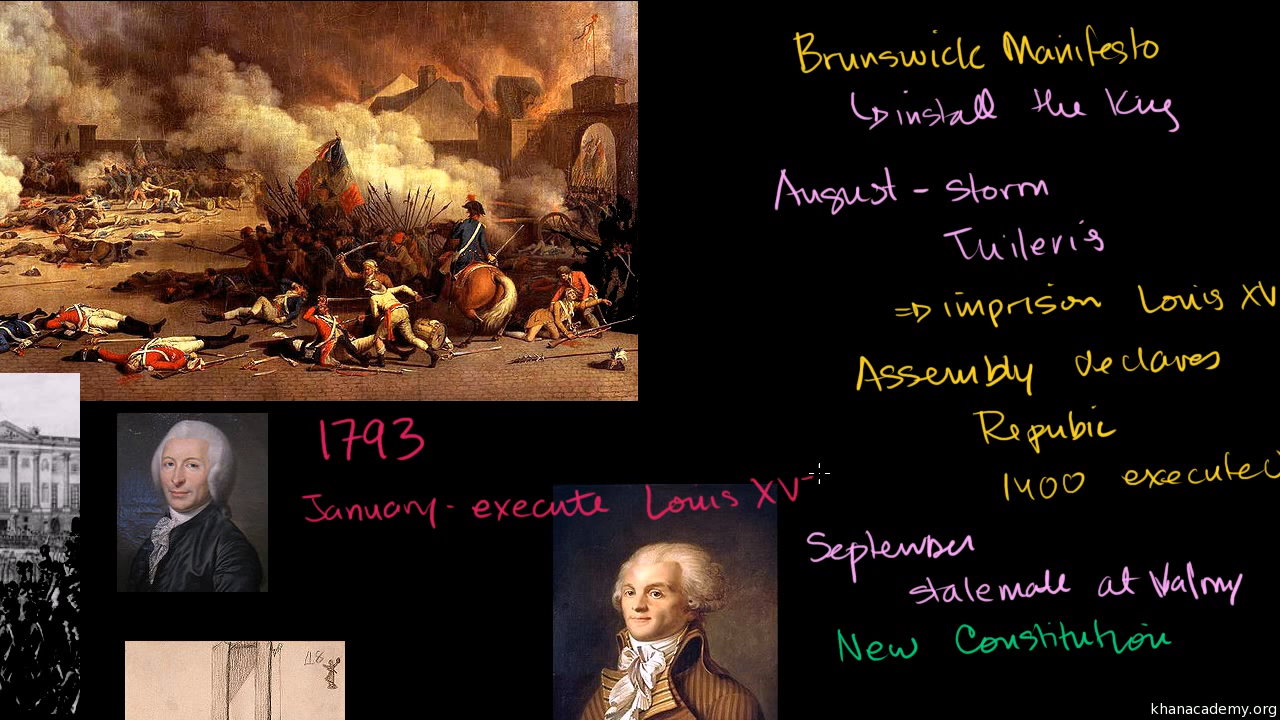 Brunswick Manifesto
install the King
August - storm
Tuileris
⇒ imprison Louis XV
Assembly declares
Repubic
1400 executed
1793
January - execute Louis XV
September
stalemate at Valmy
New Constitution
khanacademy.org